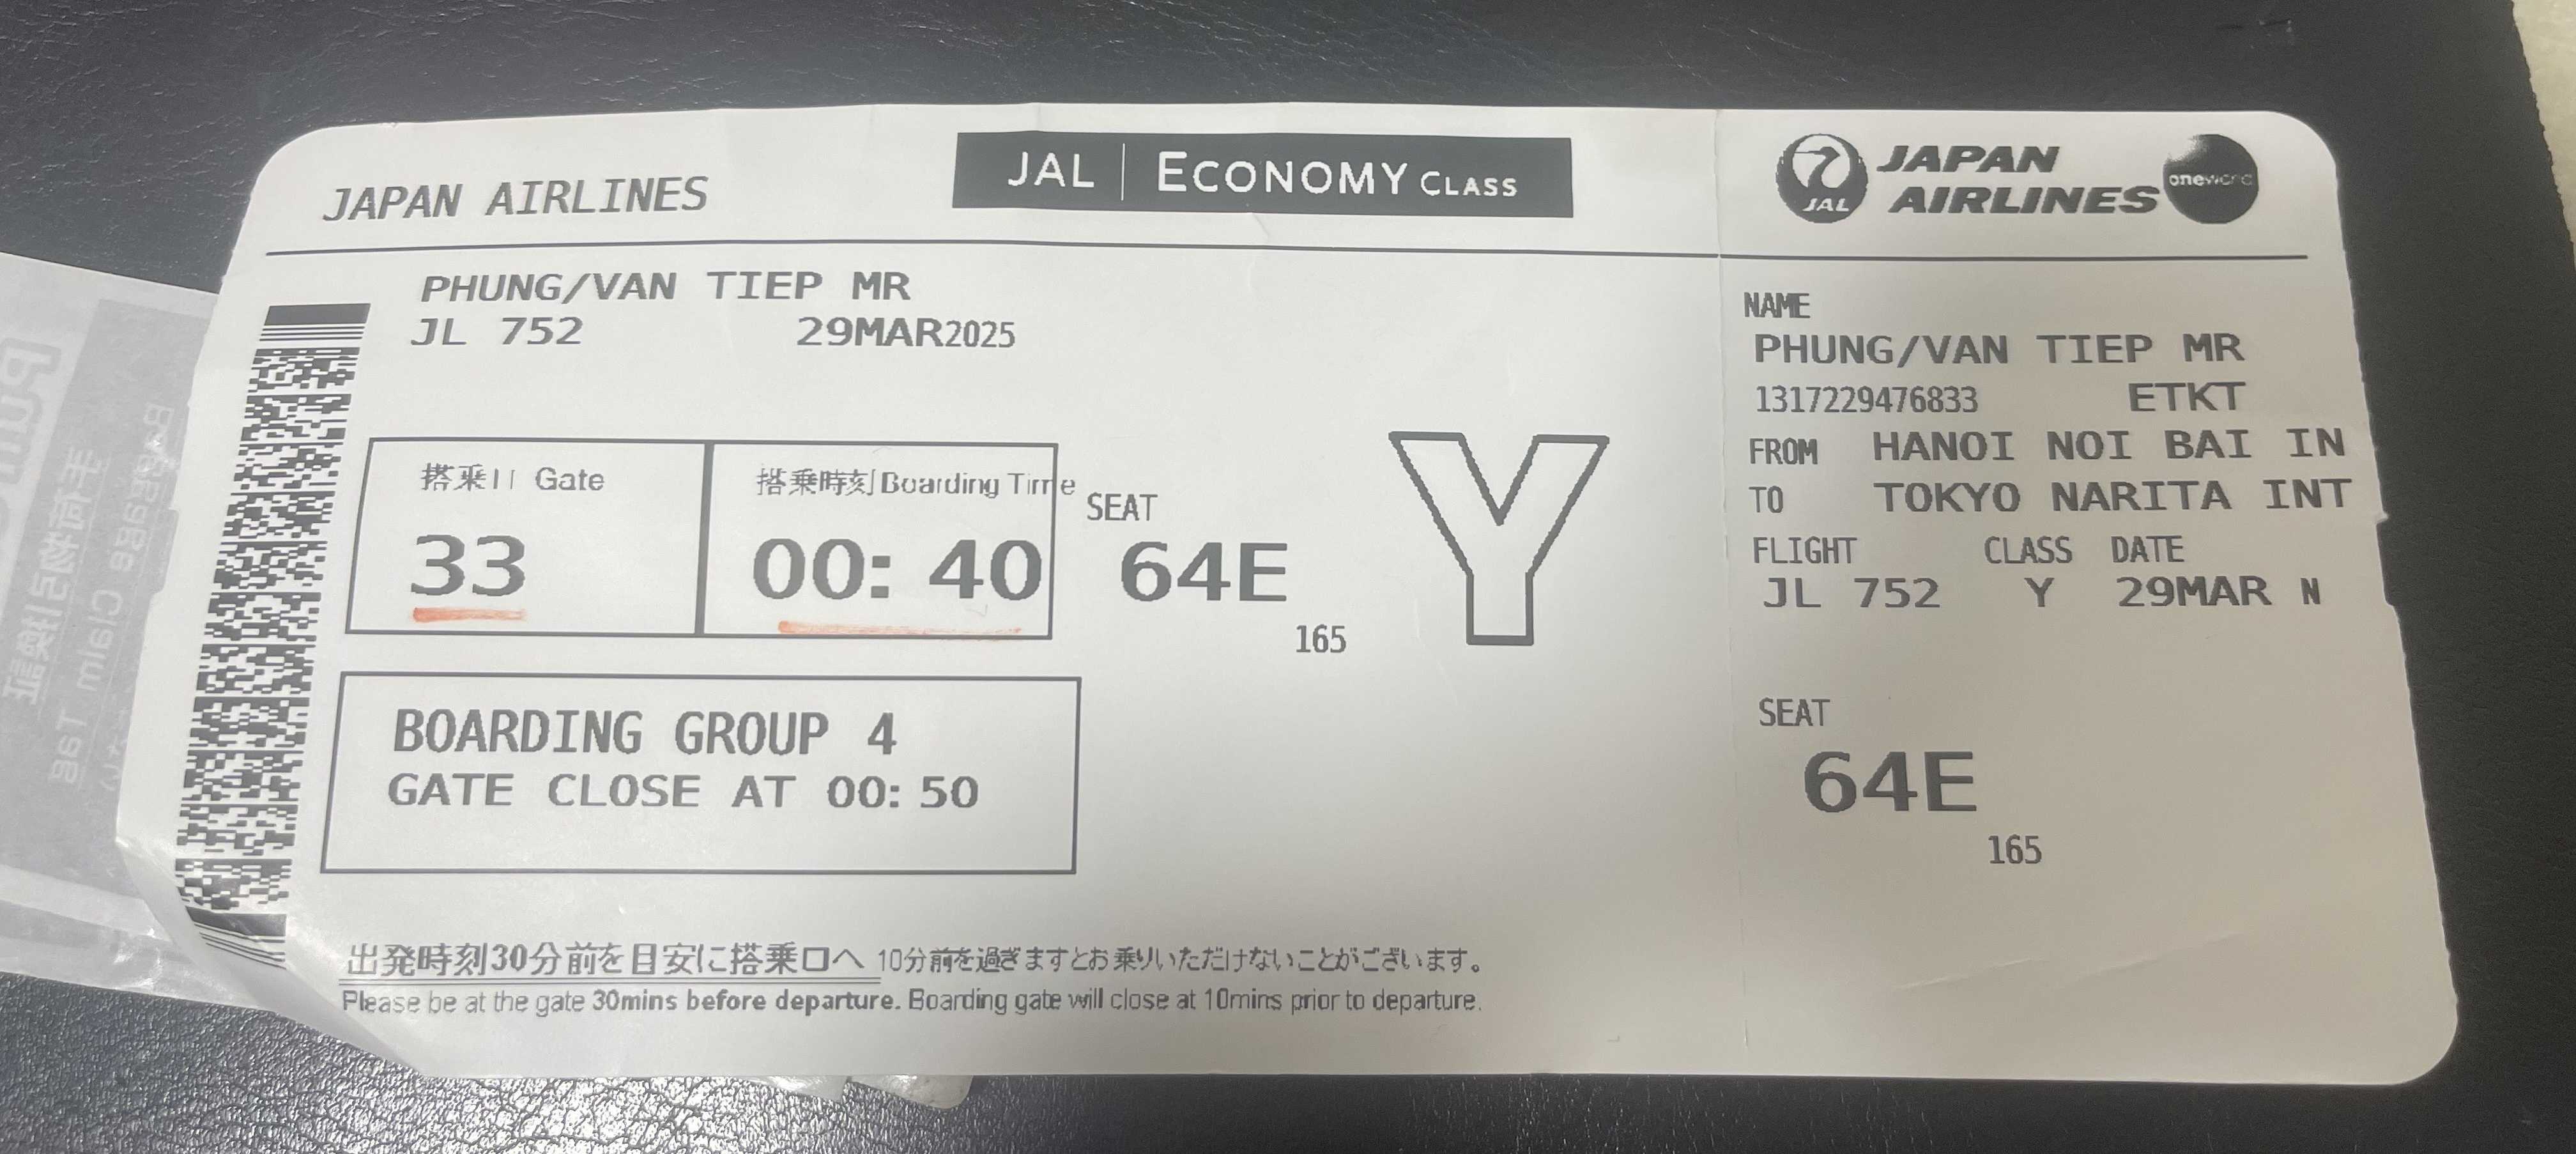 JAPAN AIRLINES
JAL | ECONOMY CLASS
PHUNG/VAN TIEP MR
JL 752 29MAR2025
搭乗口 Gate
33
搭乗時刻 Boarding Time
00: 40
SEAT
64E
165
Y
BOARDING GROUP 4
GATE CLOSE AT 00: 50
出発時刻30分前を目安に搭乗口へ 10分前を過ぎますとお乗りいただけないことがございます。
Please be at the gate 30mins before departure. Boarding gate will close at 10mins prior to departure.
JAL
JAPAN
AIRLINES
oneworld
NAME
PHUNG/VAN TIEP MR
1317229476833 ETKT
FROM HANOI NOI BAI IN
TO TOKYO NARITA INT
FLIGHT CLASS DATE
JL 752 Y 29MAR N
SEAT
64E
165
Baggage Claim Tag